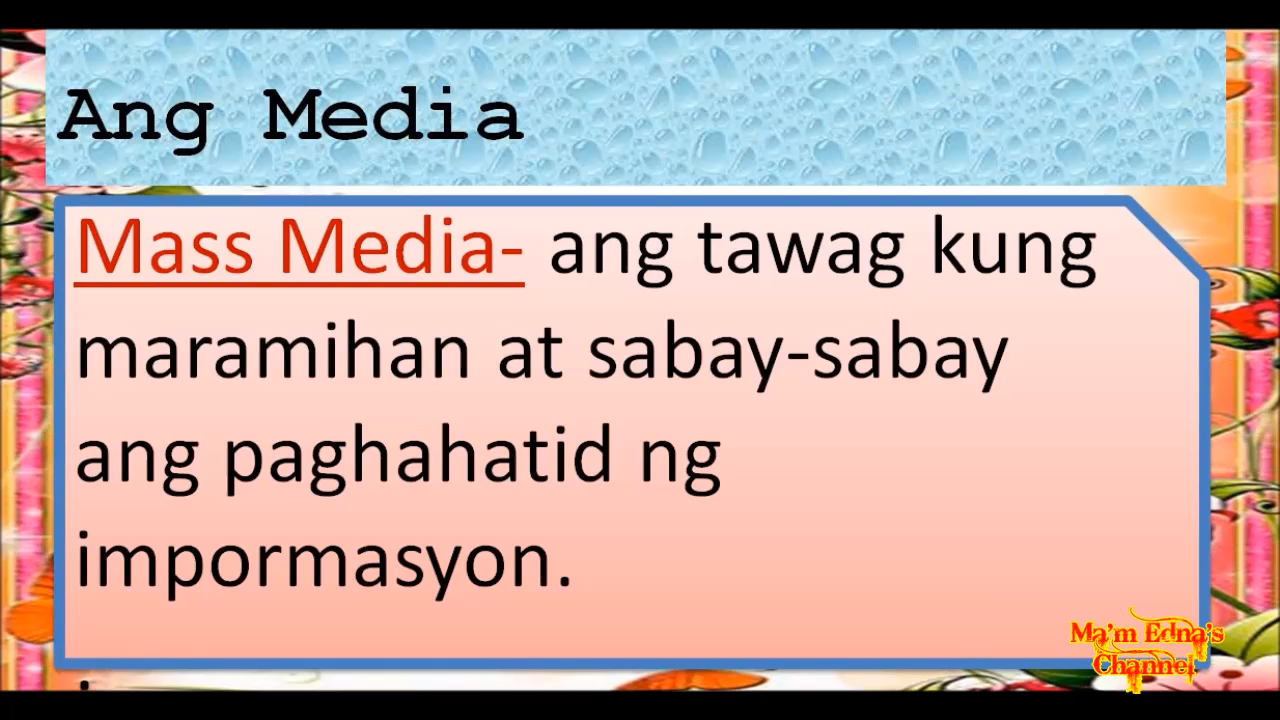 Ang Media
Mass Media- ang tawag kung
maramihan at sabay-sabay
ang paghahatid ng
impormasyon.
Ma'm Edna's
Channel